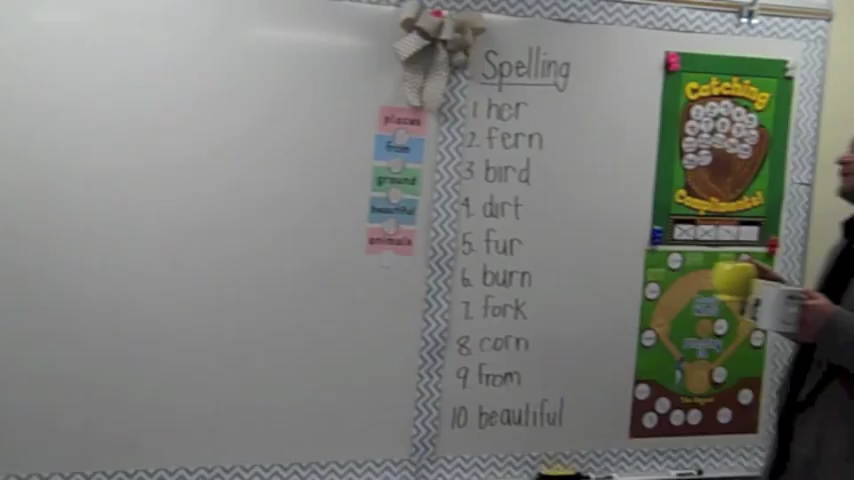 places
from
ground
beautiful
animals
Spelling
1 her
2. fern
3. bird
4. dirt
5. fur
6. burn
7. fork
8. corn
9. from
10 beautiful
Catching
Compliments!